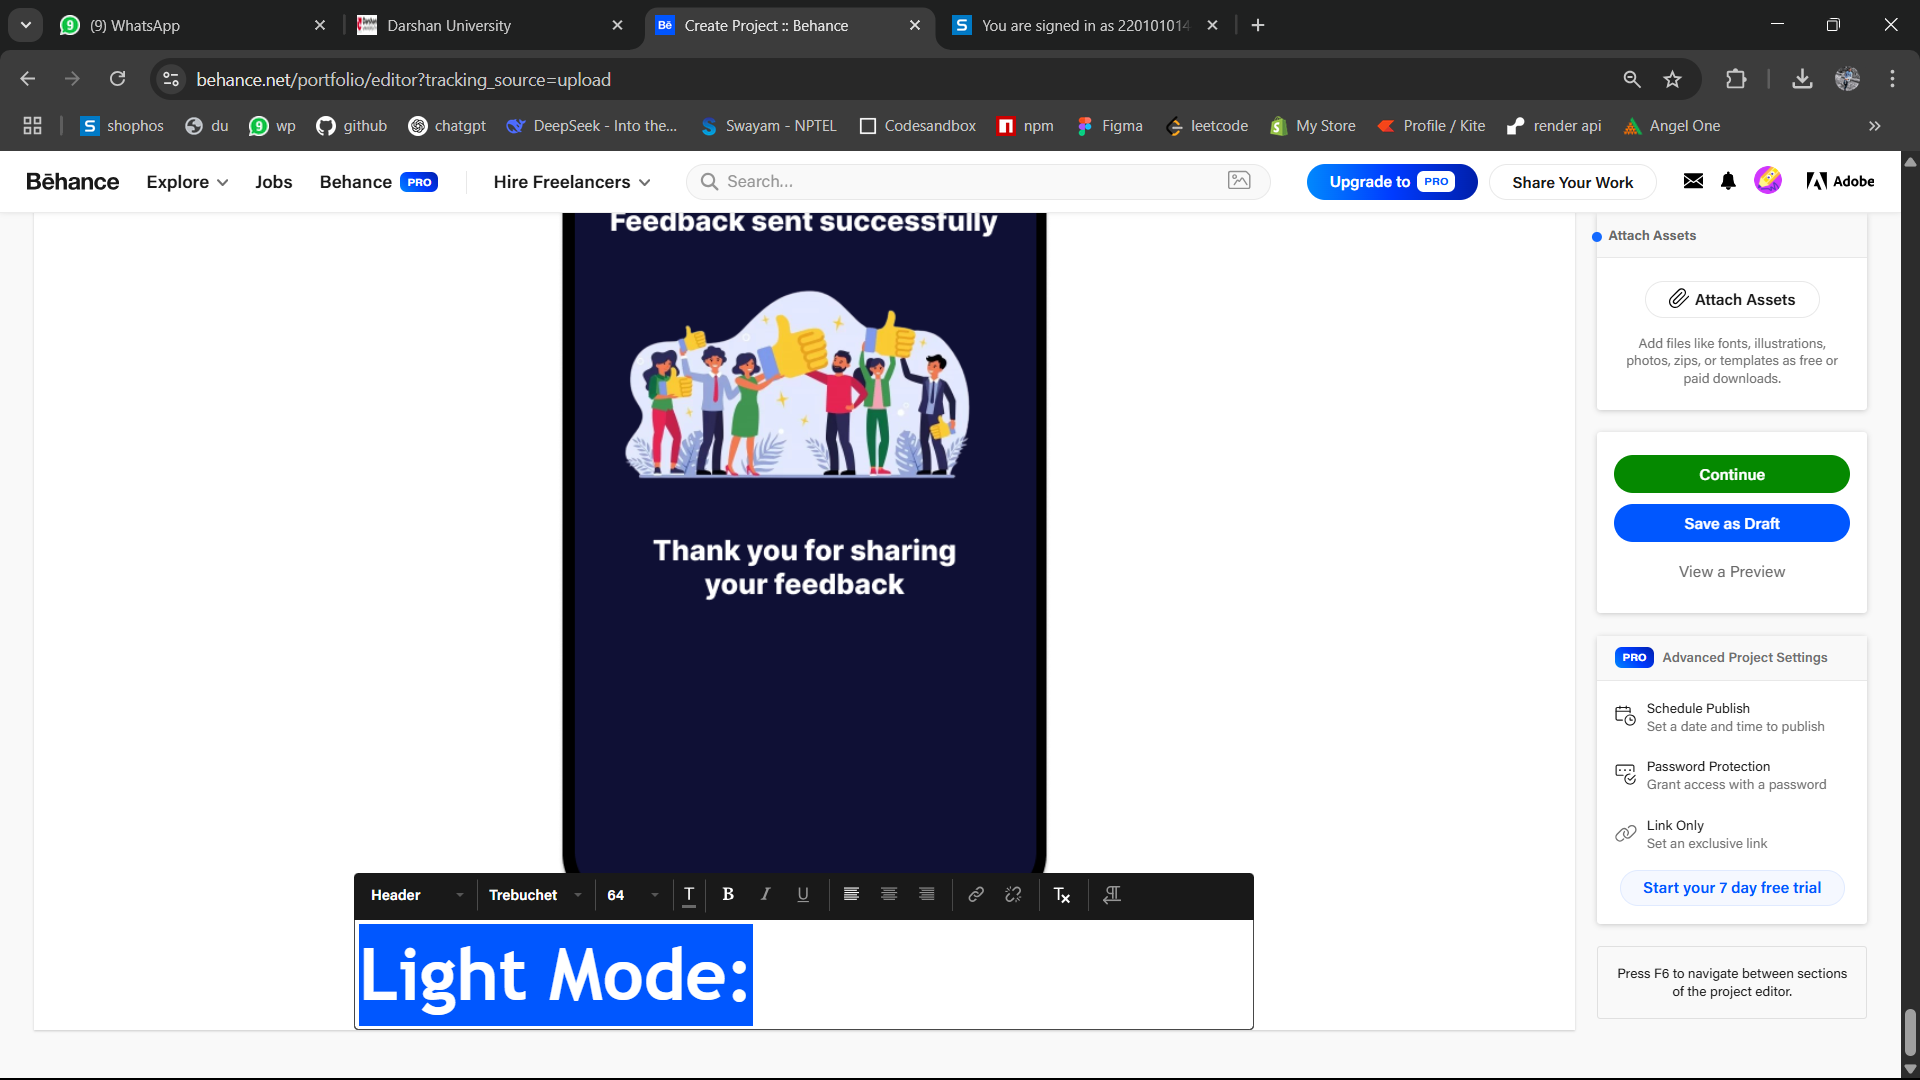 (9) WhatsApp
Darshan University
Bē Create Project :: Behance
S You are signed in as 220101014
behance.net/portfolio/editor?tracking_source=upload
S shophos
du
9 wp
github
chatgpt
DeepSeek - Into the...
Swayam - NPTEL
Codesandbox
npm
Figma
leetcode
My Store
Profile / Kite
render api
Angel One
Bēhance
Explore
Jobs
Behance PRO
Hire Freelancers
Search...
Upgrade to PRO
Share Your Work
Adobe
Feedback sent successfully
Thank you for sharing
your feedback
Header
Trebuchet
64
T
B
I
U
Tx
Light Mode:
Attach Assets
Attach Assets
Add files like fonts, illustrations,
photos, zips, or templates as free or
paid downloads.
Continue
Save as Draft
View a Preview
PRO Advanced Project Settings
Schedule Publish
Set a date and time to publish
Password Protection
Grant access with a password
Link Only
Set an exclusive link
Start your 7 day free trial
Press F6 to navigate between sections
of the project editor.